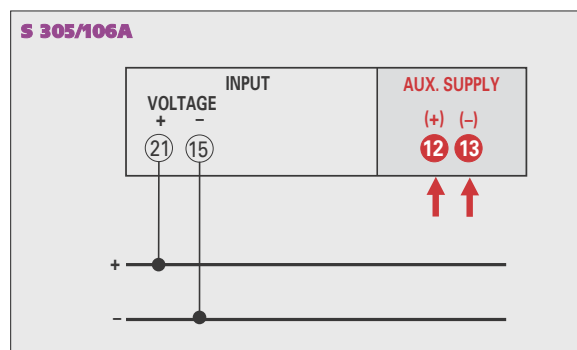 S 305/106A
INPUT
AUX. SUPPLY
VOLTAGE
+ –
(+) (–)
21 15
12 13
+
–